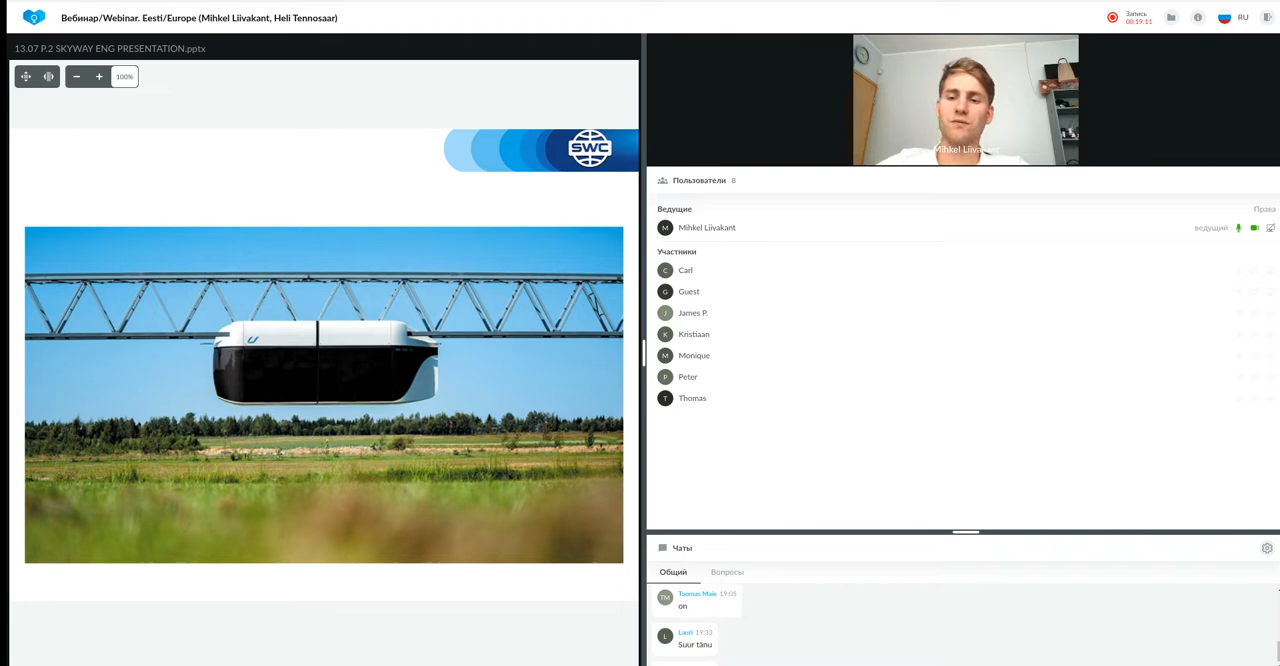 Вебинар/Webinar. Eesti/Europe (Mihkel Liivakant, Heli Tennosaar)
Запись
00:19:11
RU
13.07 P.2 SKYWAY ENG PRESENTATION.pptx
100%
SWC
Mihkel Liivakant
Пользователи 8
Ведущие
Права
M Mihkel Liivakant
ведущий
Участники
C Carl
G Guest
J James P.
K Kristiaan
M Monique
P Peter
T Thomas
Чаты
Общий
Вопросы
TM Toomas Maie 19:05
on
L Lauri 19:33
Suur tänu